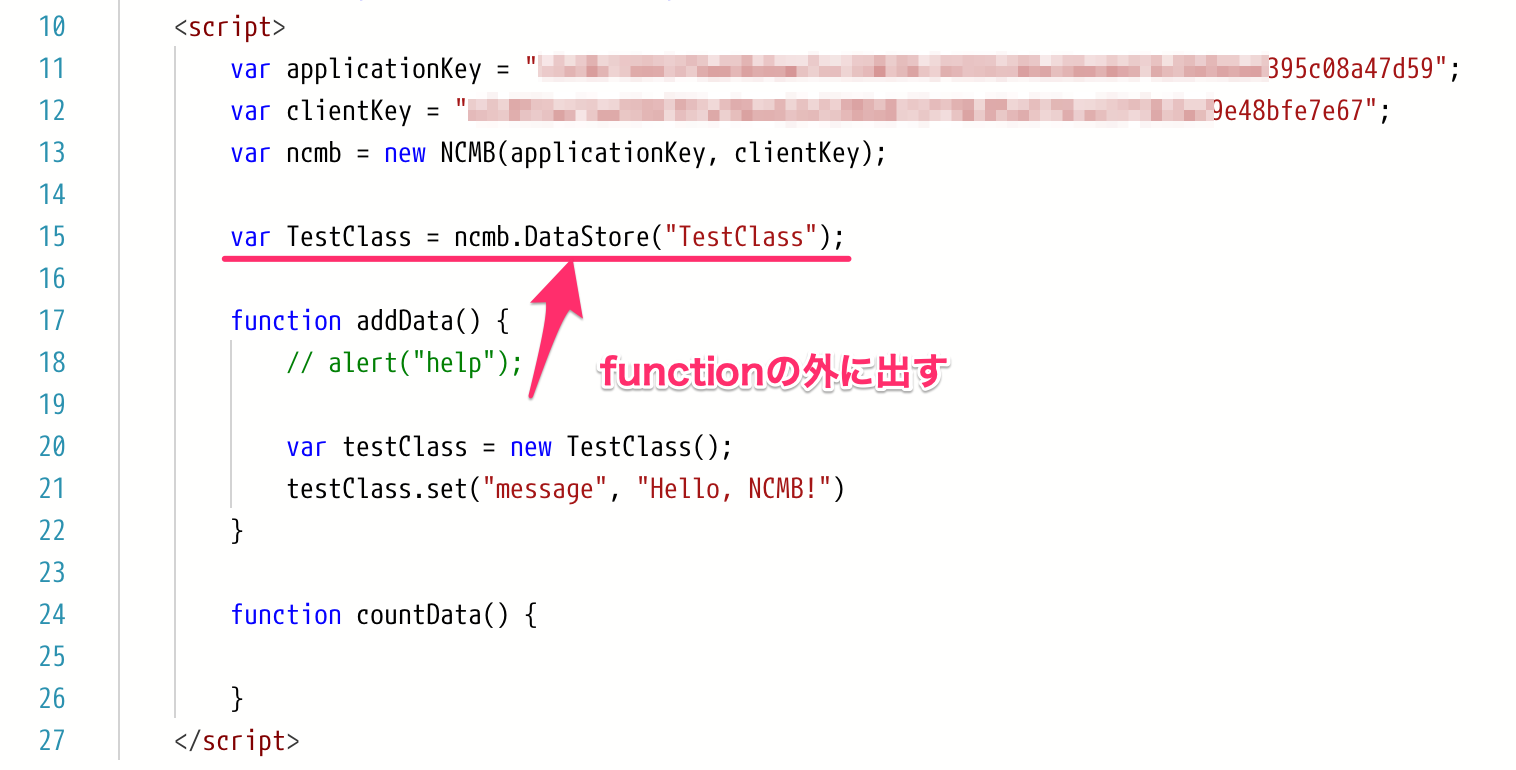 10 <script>
11 var applicationKey = "395c08a47d59";
12 var clientKey = "9e48bfe7e67";
13 var ncmb = new NCMB(applicationKey, clientKey);
14
15 var TestClass = ncmb.DataStore("TestClass");
16
17 function addData() {
18 // alert("help");
functionの外に出す
19
20 var testClass = new TestClass();
21 testClass.set("message", "Hello, NCMB!")
22 }
23
24 function countData() {
25
26 }
27 </script>